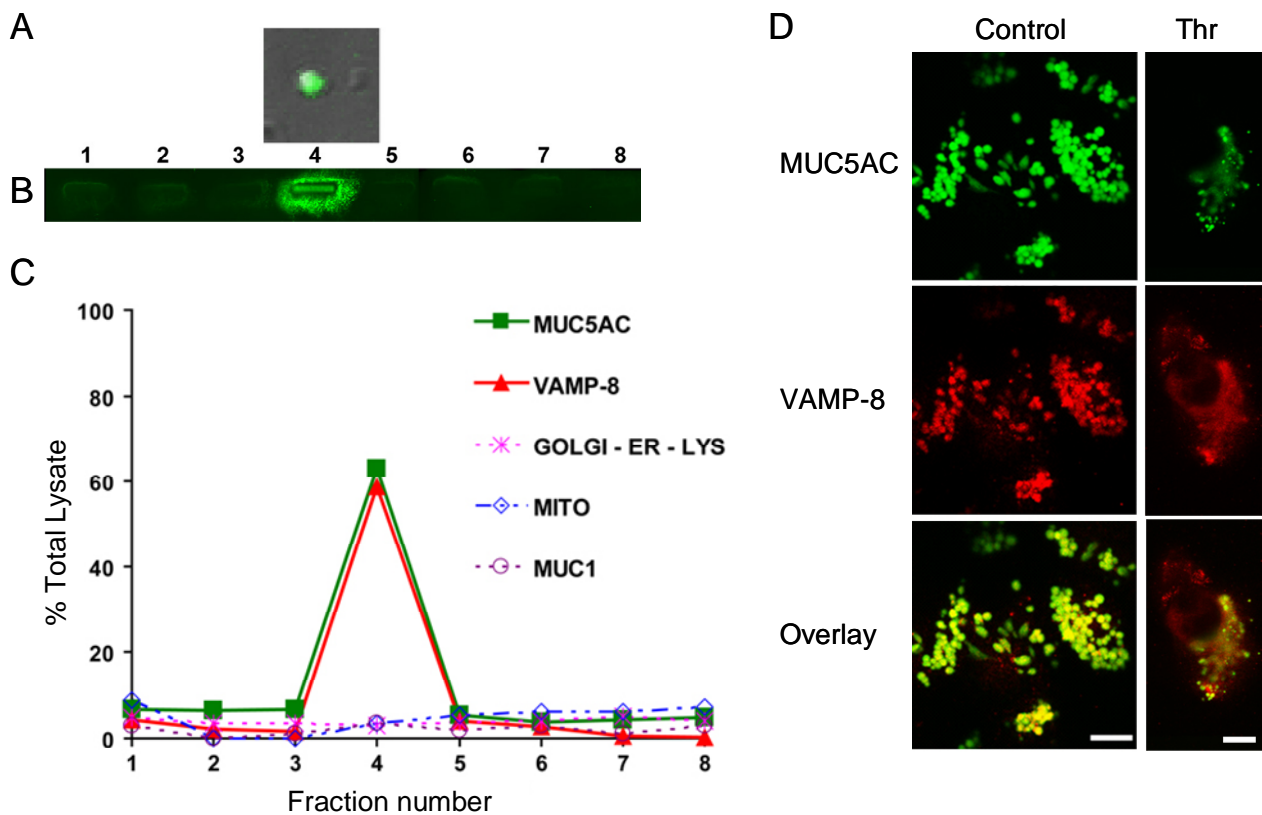 A
1 2 3 4 5 6 7 8
B
C
% Total Lysate
100
80
60
40
20
0
1 2 3 4 5 6 7 8
Fraction number
MUC5AC
VAMP-8
GOLGI - ER - LYS
MITO
MUC1
D
Control Thr
MUC5AC
VAMP-8
Overlay